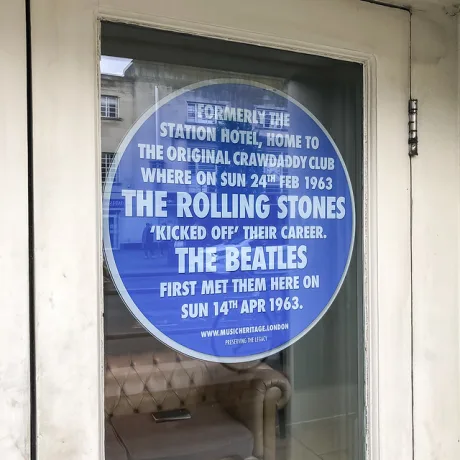 FORMERLY THE
STATION HOTEL, HOME TO
THE ORIGINAL CRAWDADDY CLUB
WHERE ON SUN 24TH FEB 1963
THE ROLLING STONES
'KICKED OFF' THEIR CAREER.
THE BEATLES
FIRST MET THEM HERE ON
SUN 14TH APR 1963.
WWW.MUSICHERITAGE.LONDON
PRESERVING THE LEGACY